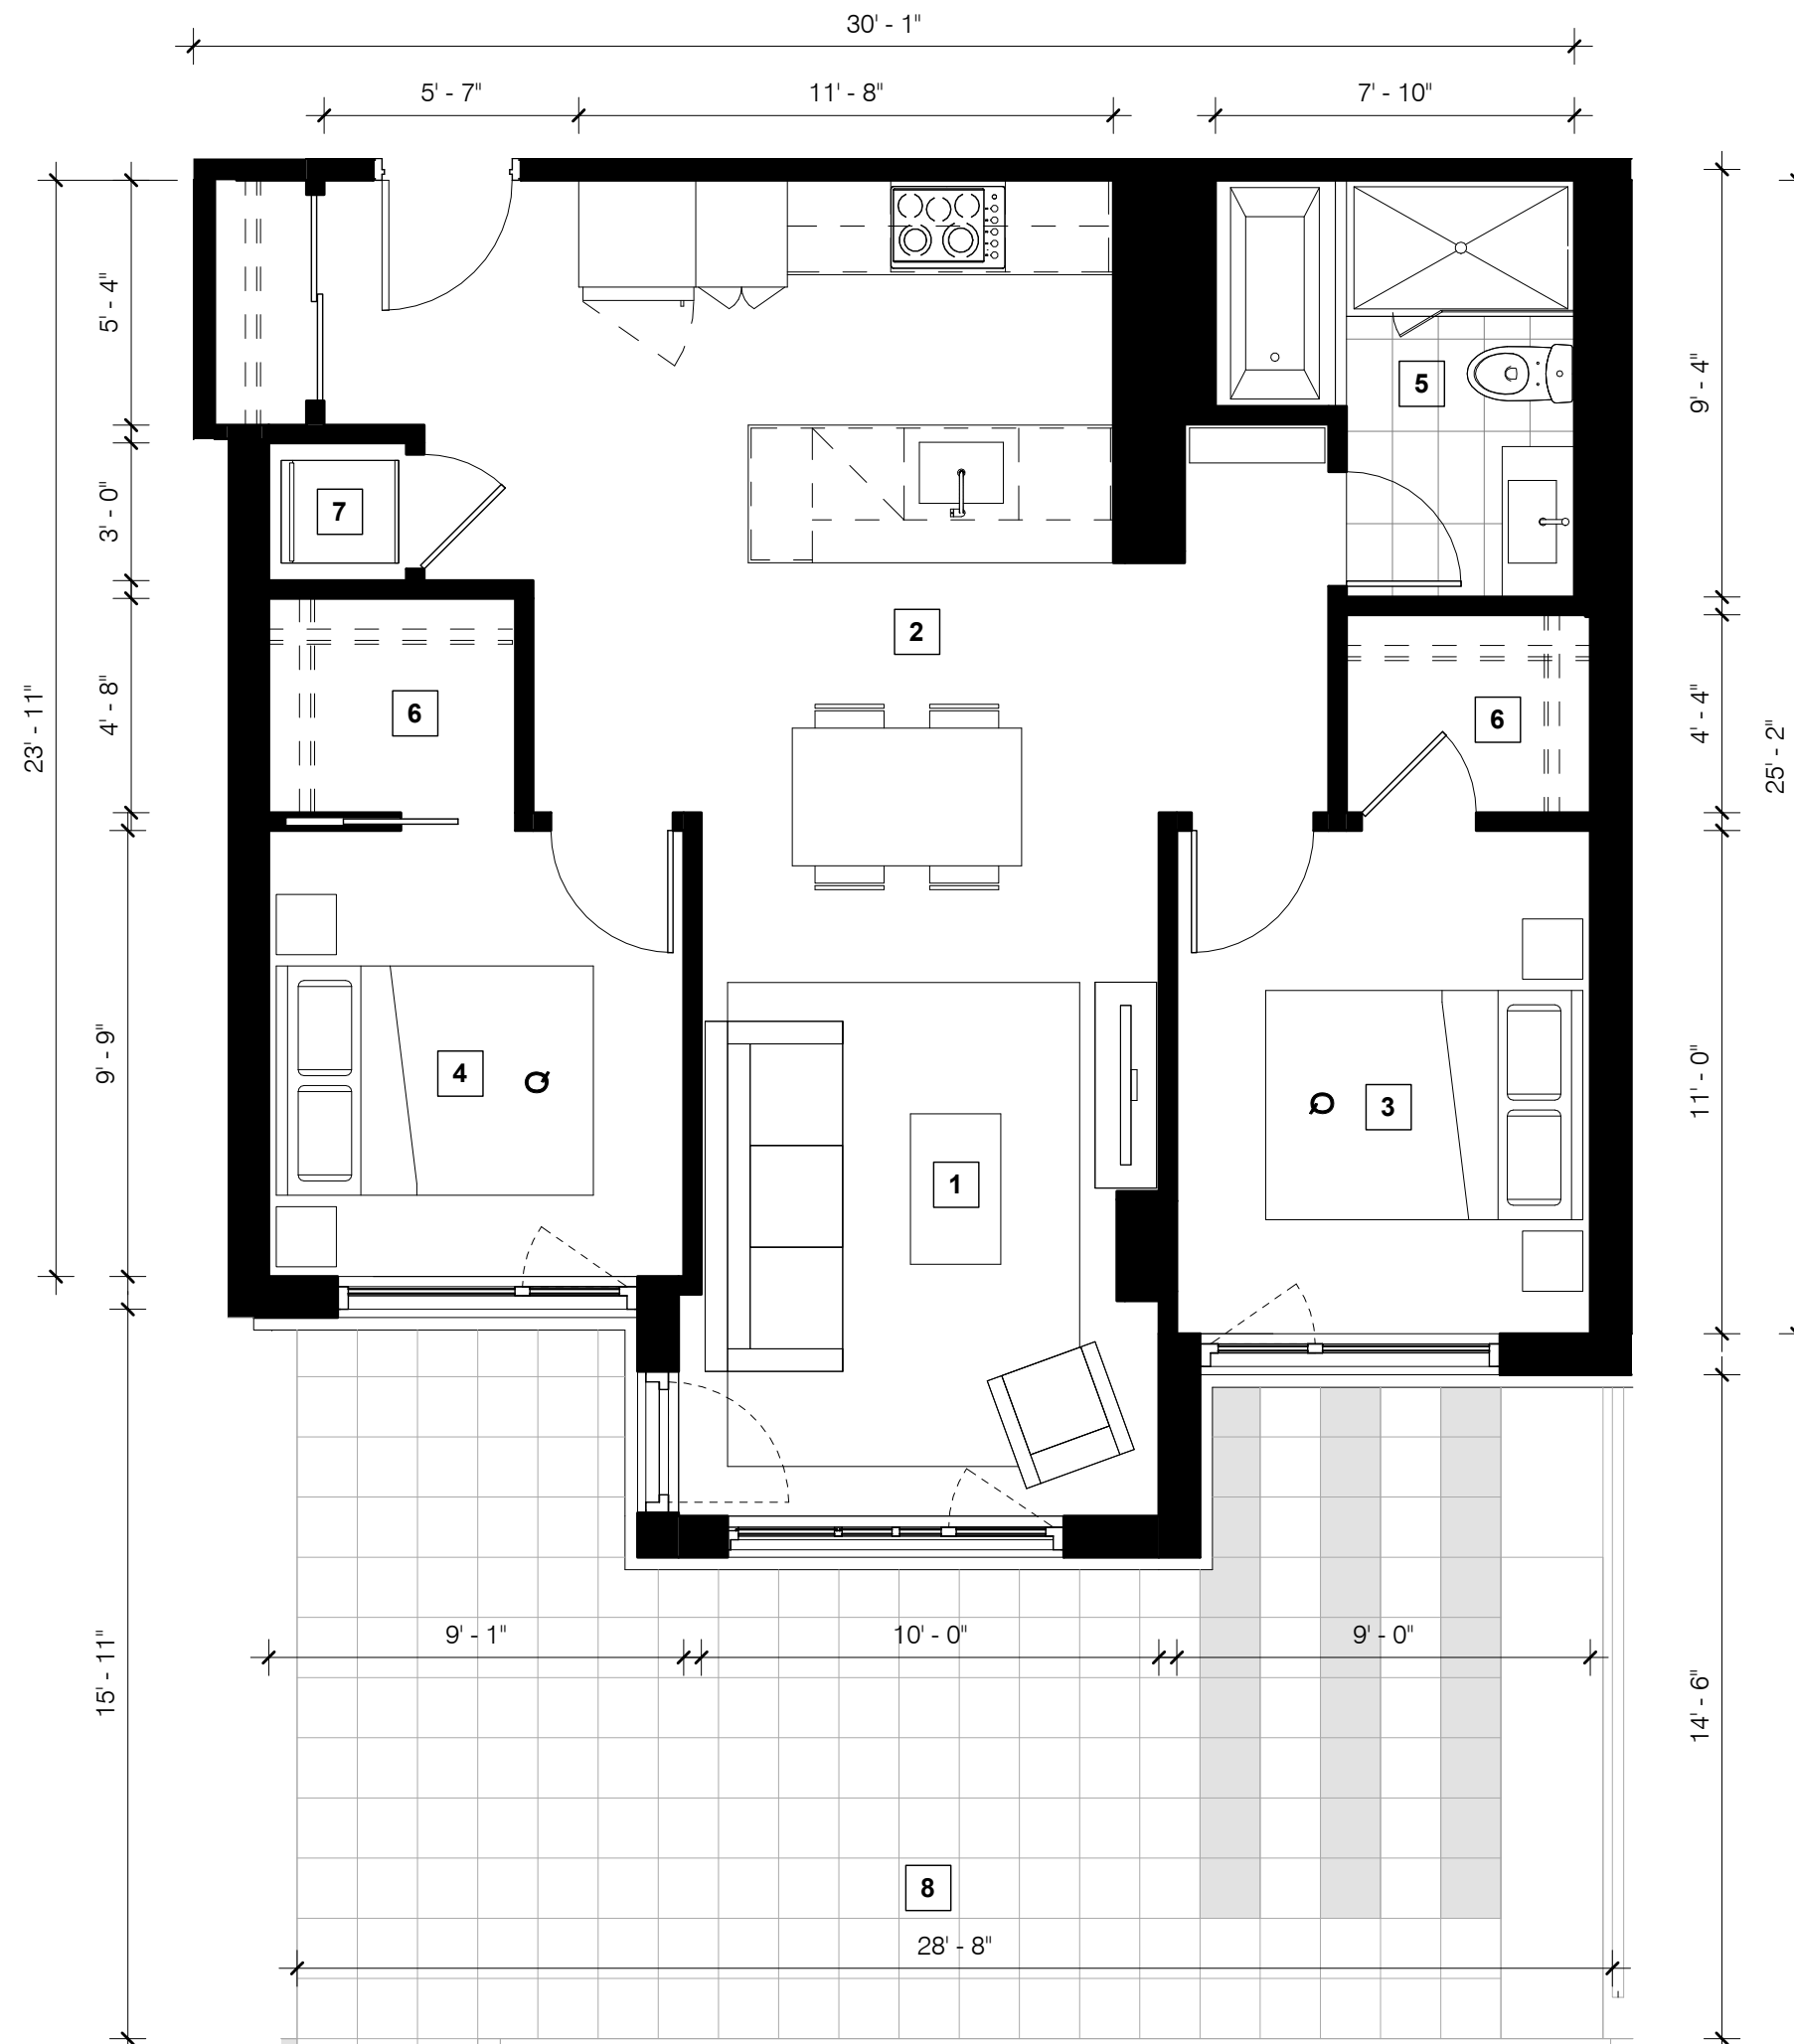 30' - 1"
5' - 7"
11' - 8"
7' - 10"
5' - 4"
9' - 4"
5
7
3' - 0"
2
23' - 11"
4' - 8"
6
6
4' - 4"
25' - 2"
9' - 9"
4
Q
Q
3
11' - 0"
1
9' - 1"
10' - 0"
9' - 0"
15' - 11"
14' - 6"
8
28' - 8"